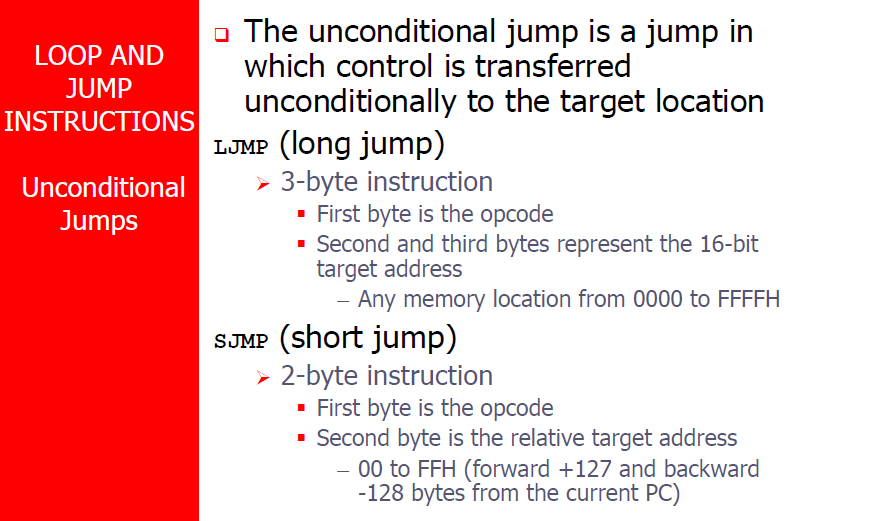 LOOP AND
JUMP
INSTRUCTIONS
Unconditional
Jumps
The unconditional jump is a jump in
which control is transferred
unconditionally to the target location
LJMP (long jump)
3-byte instruction
First byte is the opcode
Second and third bytes represent the 16-bit
target address
– Any memory location from 0000 to FFFFH
SJMP (short jump)
2-byte instruction
First byte is the opcode
Second byte is the relative target address
– 00 to FFH (forward +127 and backward
-128 bytes from the current PC)